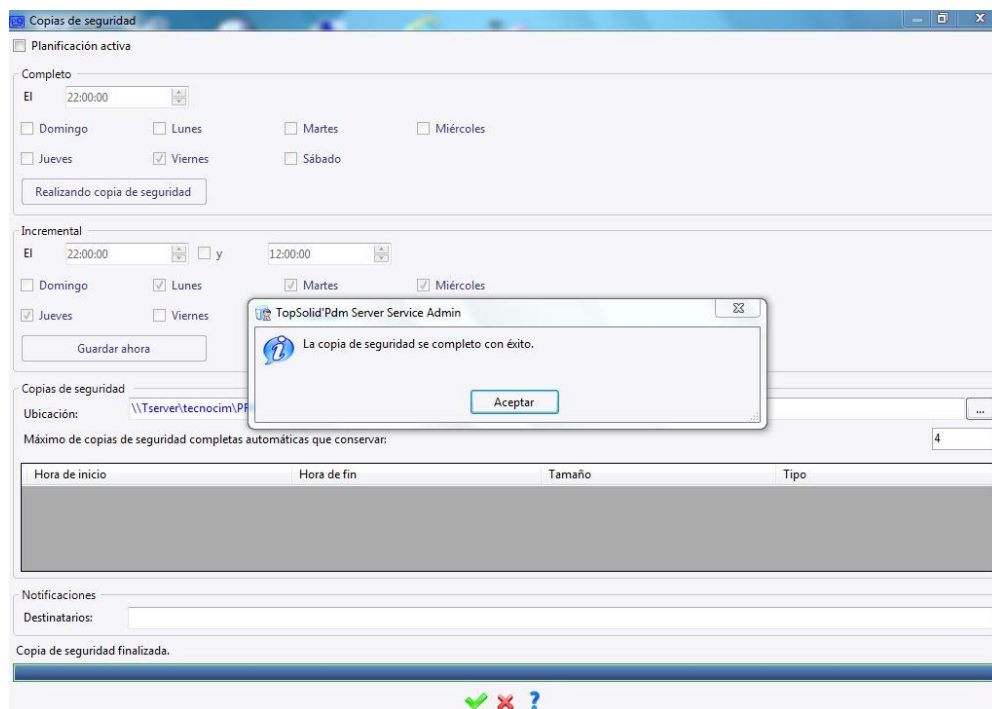 Copias de seguridad
Planificación activa
Completo
El 22:00:00
Domingo Lunes Martes Miércoles
Jueves Viernes Sábado
Realizando copia de seguridad
Incremental
El 22:00:00 y 12:00:00
Domingo Lunes Martes Miércoles
Jueves Viernes
Guardar ahora
TopSolid'Pdm Server Service Admin
La copia de seguridad se completo con éxito.
Aceptar
Copias de seguridad
Ubicación: \\Tserver\tecnocim\ ...
Máximo de copias de seguridad completas automáticas que conservar: 4
Hora de inicio Hora de fin Tamaño Tipo
Notificaciones
Destinatarios:
Copia de seguridad finalizada.
?